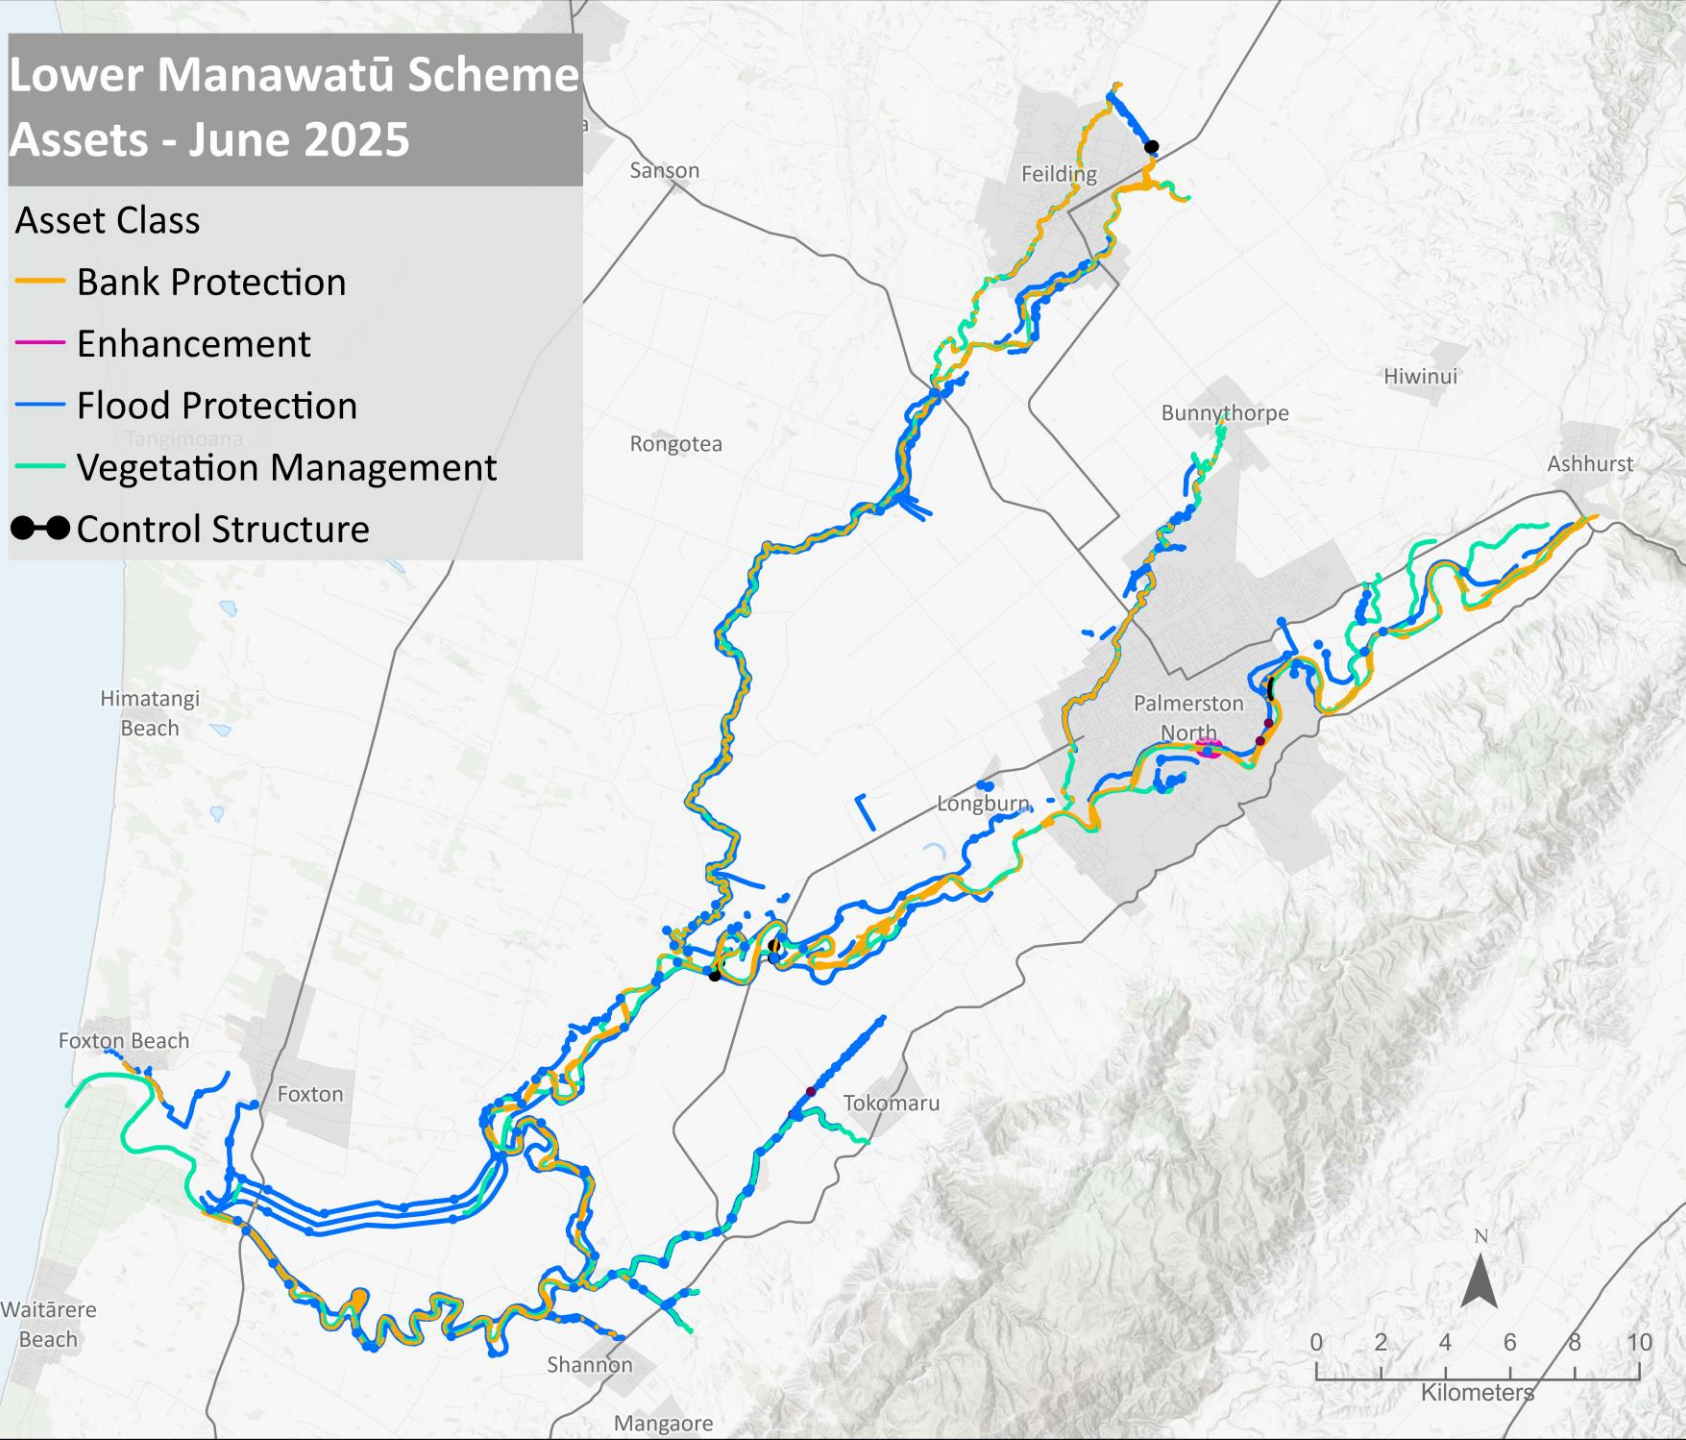 Lower Manawatū Scheme
Assets - June 2025
Asset Class
Bank Protection
Enhancement
Flood Protection
Vegetation Management
Control Structure
Sanson
Feilding
Hiwinui
Bunnythorpe
Tangimoana
Rongotea
Ashhurst
Himatangi
Beach
Palmerston
North
Longburn
Foxton Beach
Foxton
Tokomaru
Waitārere
Beach
Shannon
Mangaore
N
0 2 4 6 8 10
Kilometers